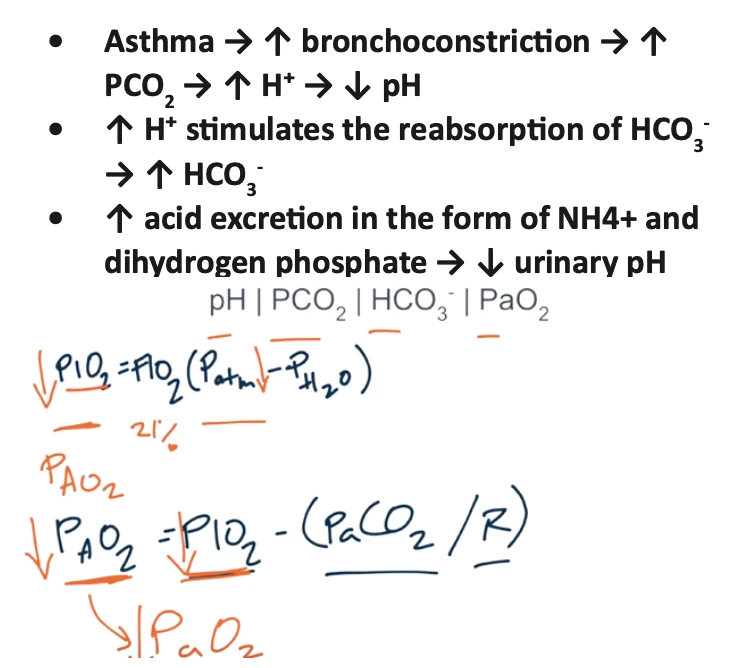 • Asthma → ↑ bronchoconstriction → ↑
PCO₂ → ↑ H⁺ → ↓ pH
• ↑ H⁺ stimulates the reabsorption of HCO₃⁻
→ ↑ HCO₃⁻
• ↑ acid excretion in the form of NH4+ and
dihydrogen phosphate → ↓ urinary pH
pH | PCO₂ | HCO₃⁻ | PaO₂
↓ PIO₂ = FIO₂ (Patm ↓ - PH₂O)
21%
PAO₂
↓ PAO₂ = ↓ PIO₂ - (PaCO₂ / R)
↓ PaO₂